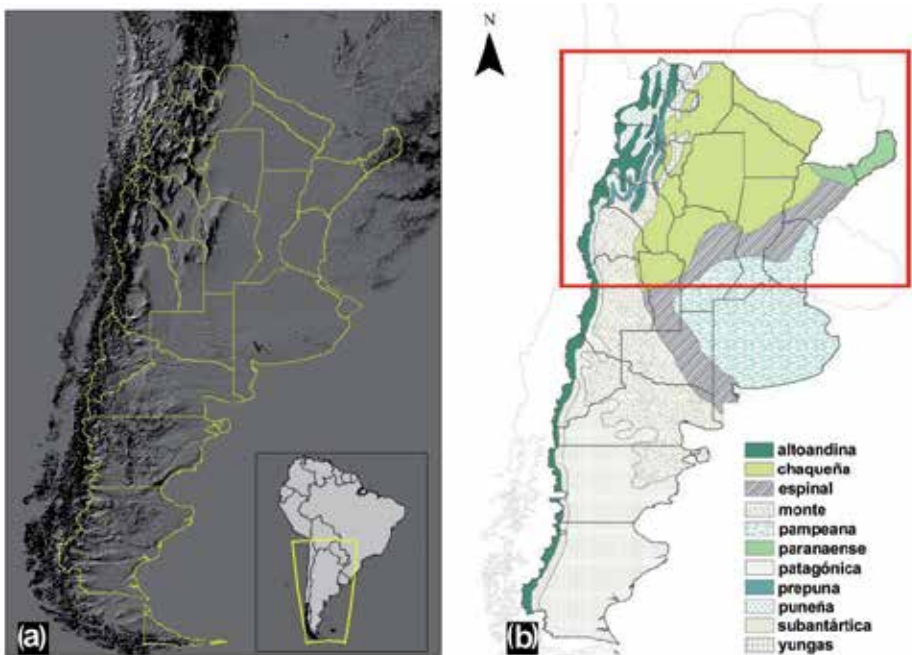 N
altoandina
chaqueña
espinal
monte
pampeana
paranaense
patagónica
prepuna
puneña
subantártica
yungas
(a)
(b)